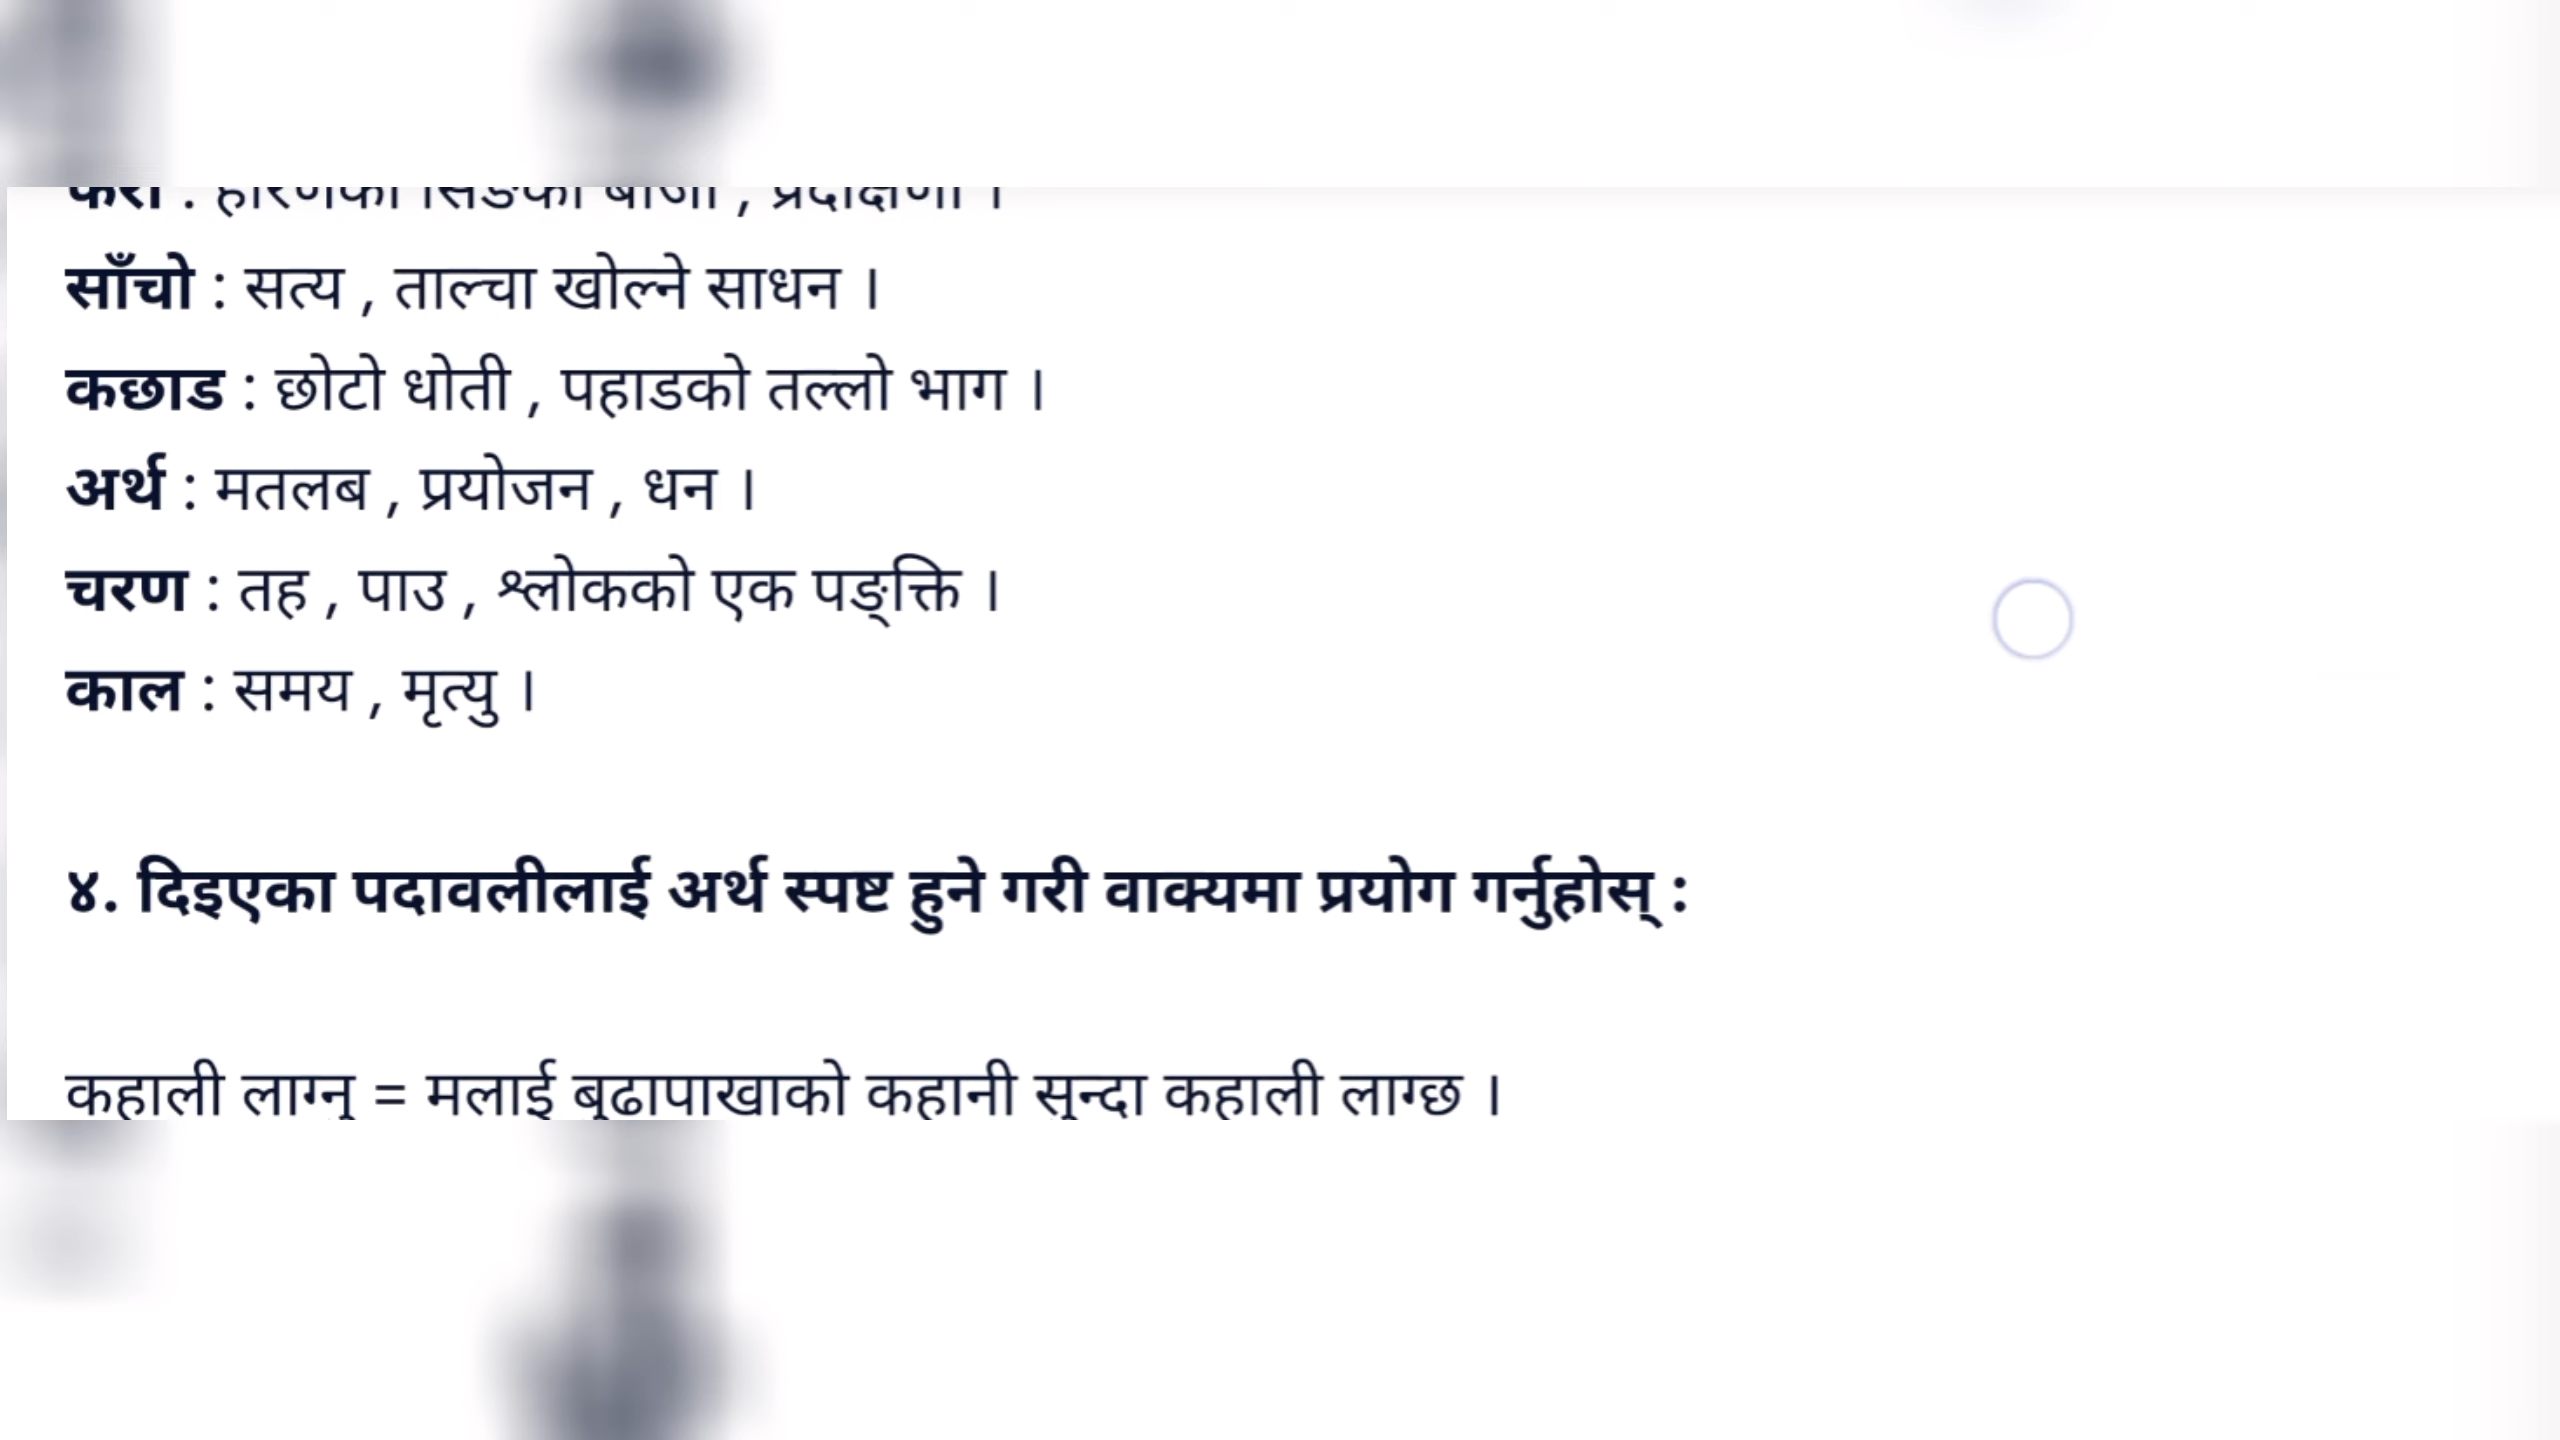 साँचो : सत्य , ताल्चा खोल्ने साधन ।
कछाड : छोटो धोती , पहाडको तल्लो भाग ।
अर्थ : मतलब , प्रयोजन , धन ।
चरण : तह , पाउ , श्लोकको एक पङ्क्ति ।
काल : समय , मृत्यु ।
४. दिइएका पदावलीलाई अर्थ स्पष्ट हुने गरी वाक्यमा प्रयोग गर्नुहोस् :
कहाली लाग्नु = मलाई बूढापाखाको कहानी सुन्दा कहाली लाग्छ ।